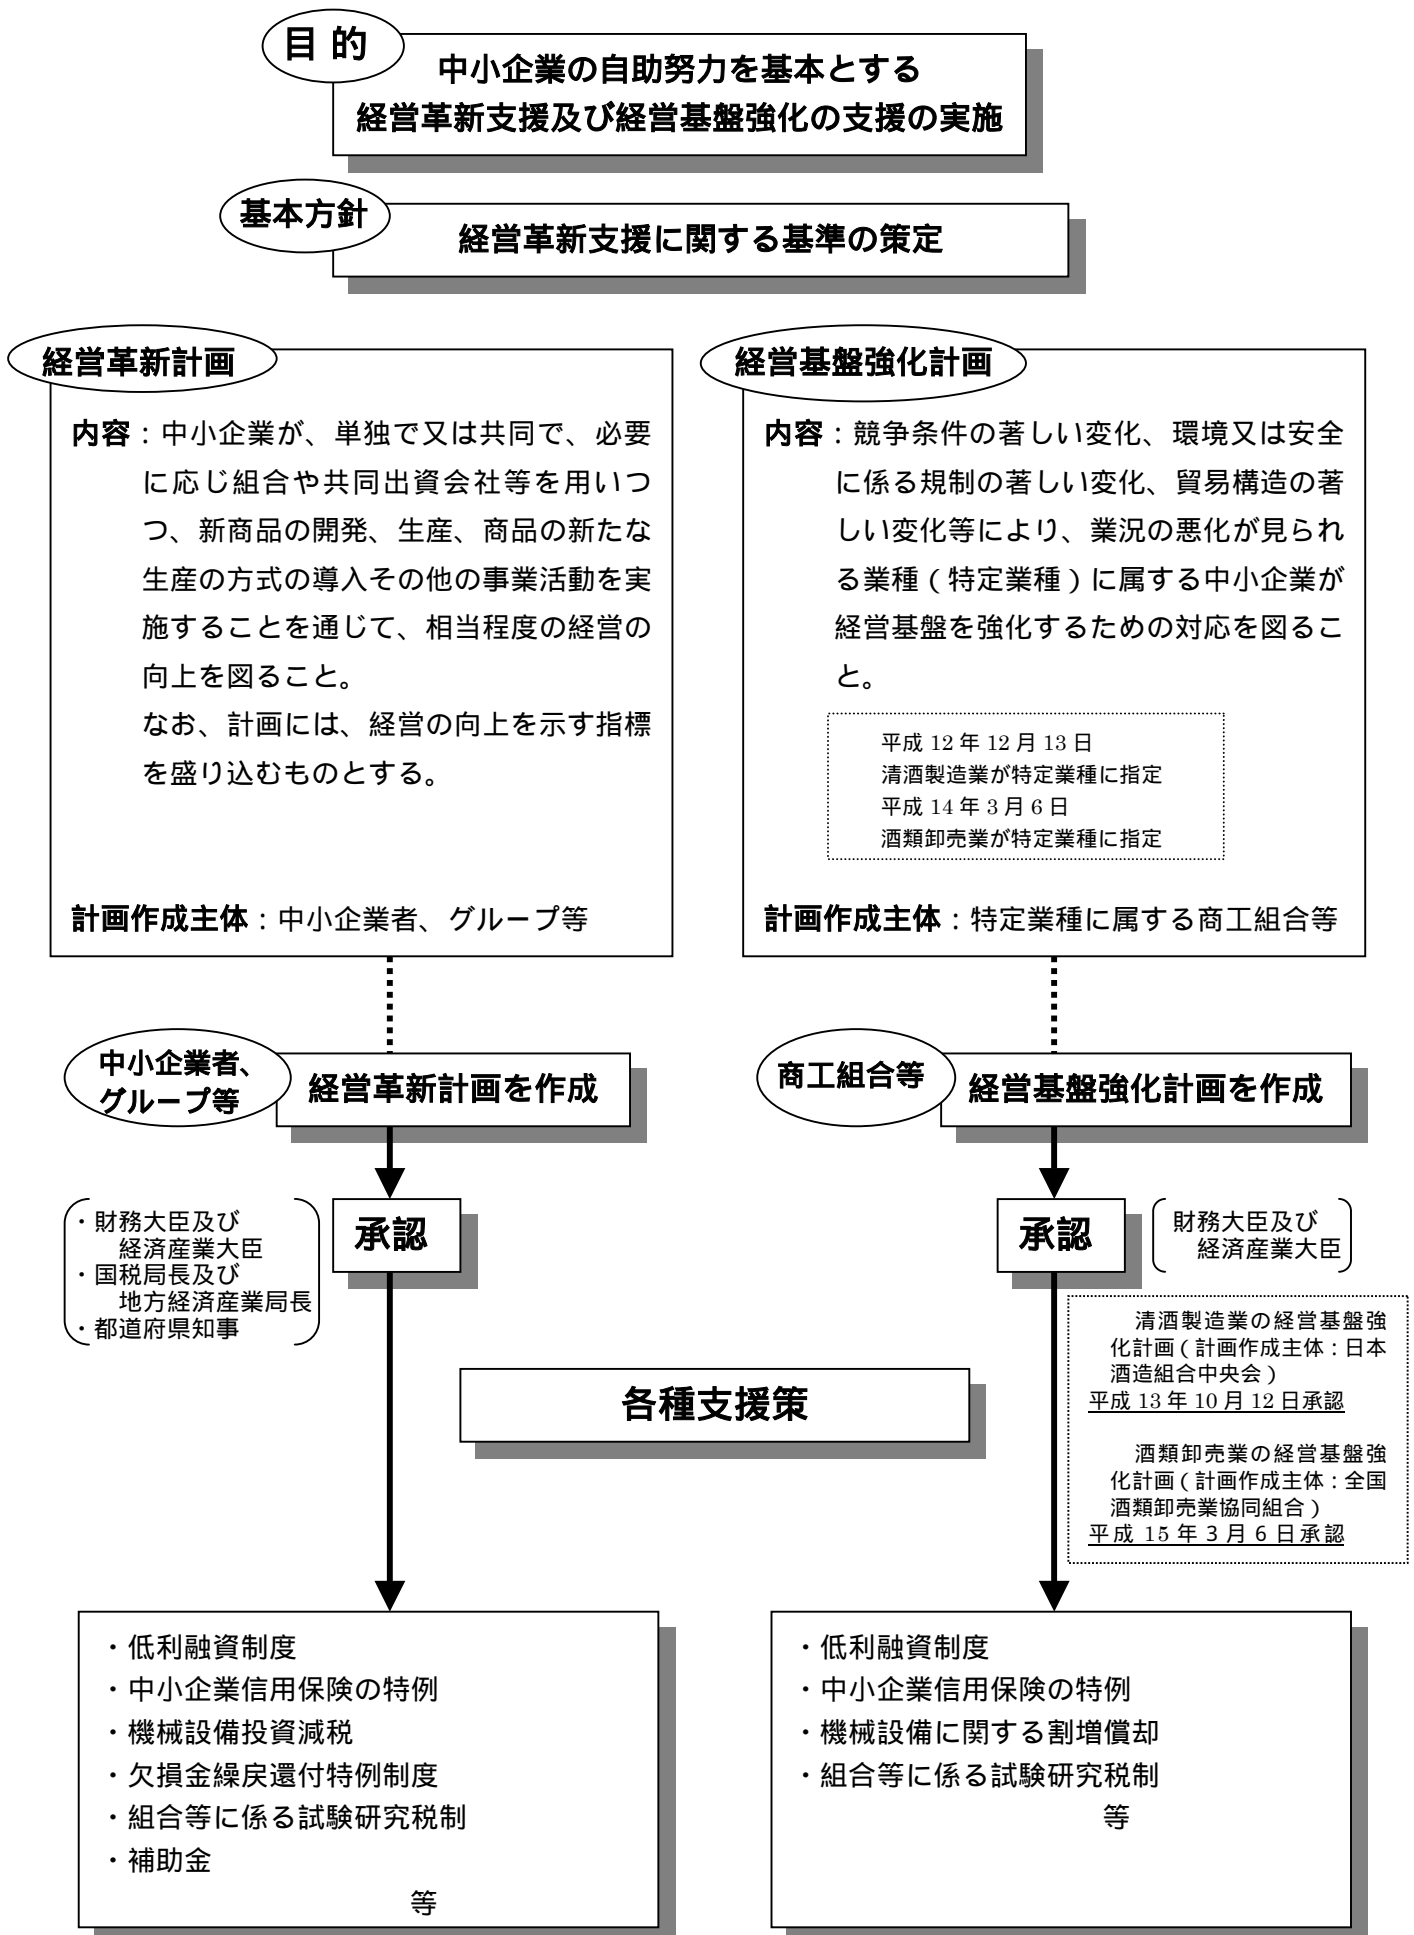 目 的
中小企業の自助努力を基本とする
経営革新支援及び経営基盤強化の支援の実施
基本方針
経営革新支援に関する基準の策定
経営革新計画
内容：中小企業が、単独で又は共同で、必要
に応じ組合や共同出資会社等を用いつ
つ、新商品の開発、生産、商品の新たな
生産の方式の導入その他の事業活動を実
施することを通じて、相当程度の経営の
向上を図ること。
なお、計画には、経営の向上を示す指標
を盛り込むものとする。
計画作成主体：中小企業者、グループ等
経営基盤強化計画
内容：競争条件の著しい変化、環境又は安全
に係る規制の著しい変化、貿易構造の著
しい変化等により、業況の悪化が見られ
る業種（特定業種）に属する中小企業が
経営基盤を強化するための対応を図るこ
と。
平成 12 年 12 月 13 日
清酒製造業が特定業種に指定
平成 14 年 3 月 6 日
酒類卸売業が特定業種に指定
計画作成主体：特定業種に属する商工組合等
中小企業者、
グループ等
経営革新計画を作成
商工組合等
経営基盤強化計画を作成
・財務大臣及び
経済産業大臣
・国税局長及び
地方経済産業局長
・都道府県知事
承認
承認
財務大臣及び
経済産業大臣
清酒製造業の経営基盤強
化計画（計画作成主体：日本
酒造組合中央会）
平成 13 年 10 月 12 日承認
酒類卸売業の経営基盤強
化計画（計画作成主体：全国
酒類卸売業協同組合）
平成 15 年 3 月 6 日承認
各種支援策
・低利融資制度
・中小企業信用保険の特例
・機械設備投資減税
・欠損金繰戻還付特例制度
・組合等に係る試験研究税制
・補助金
等
・低利融資制度
・中小企業信用保険の特例
・機械設備に関する割増償却
・組合等に係る試験研究税制
等